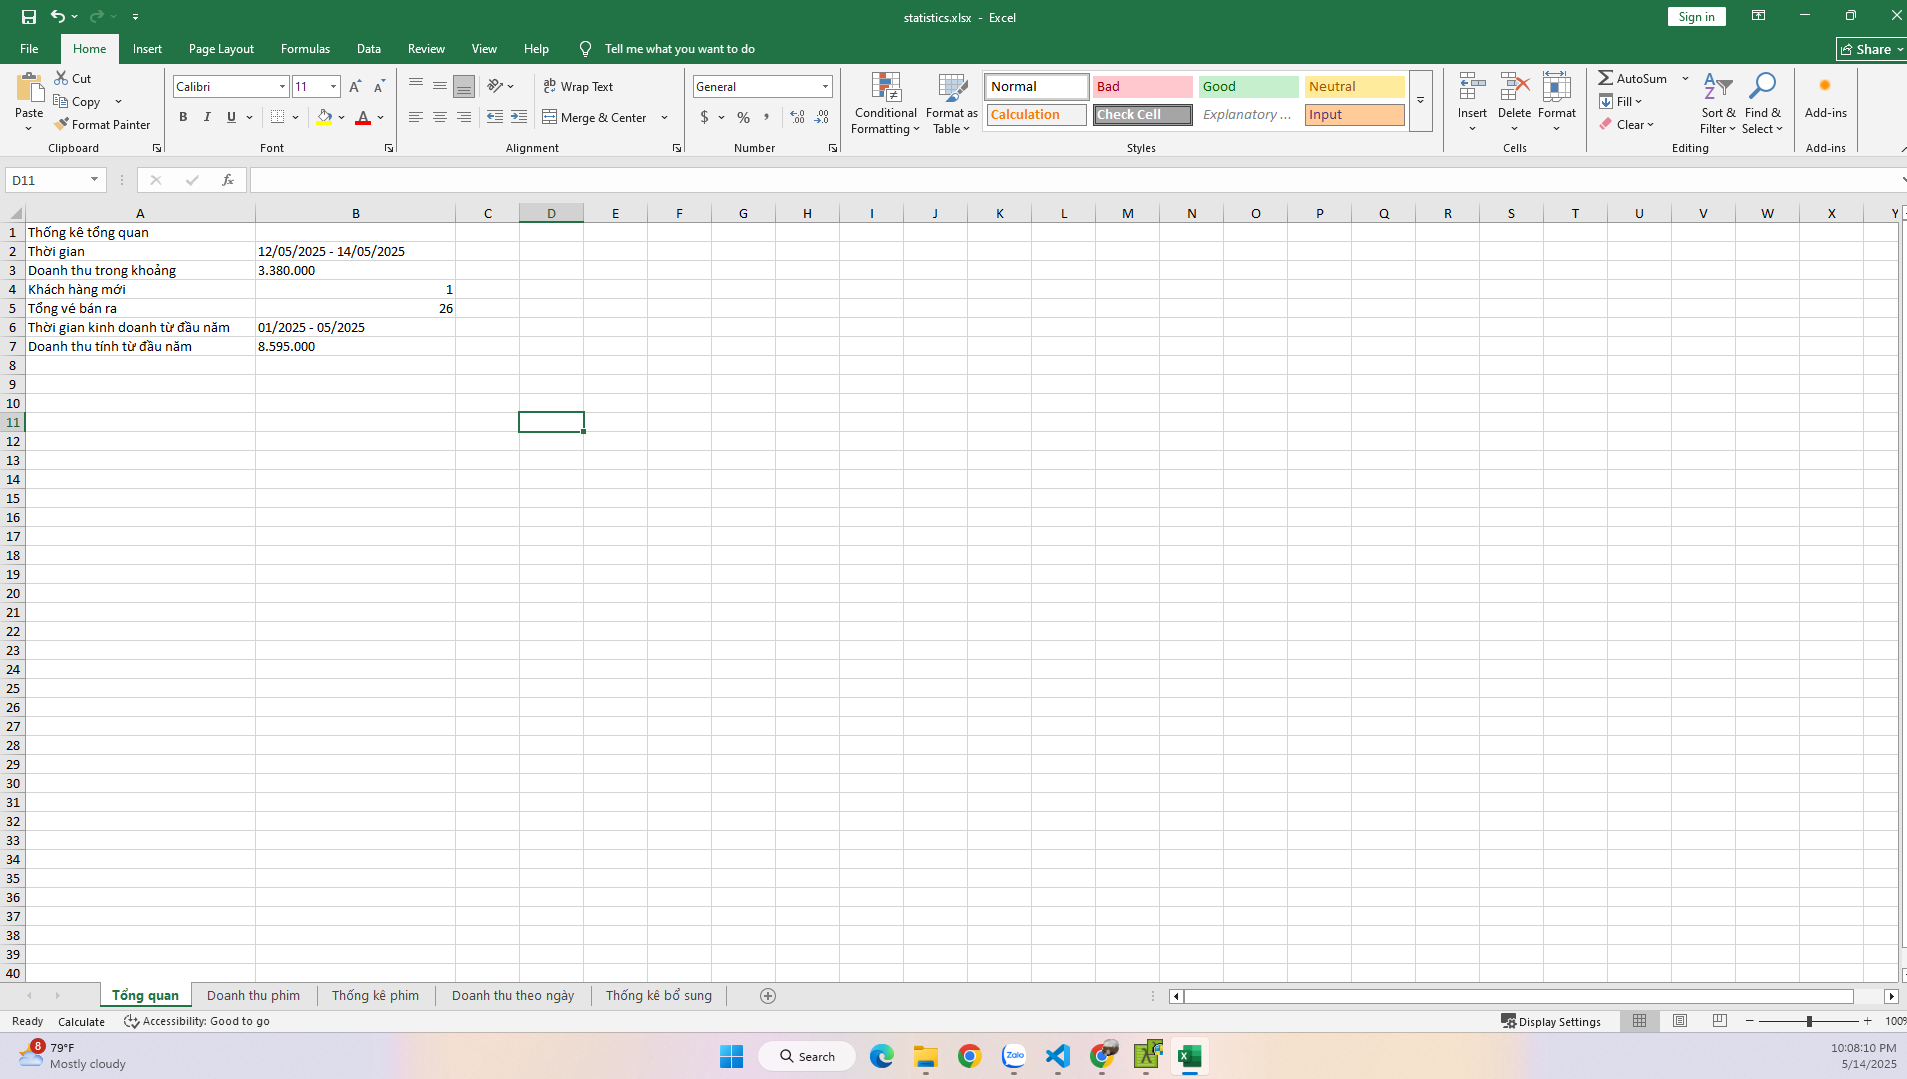 statistics.xlsx - Excel
Sign in
File Home Insert Page Layout Formulas Data Review View Help Tell me what you want to do
Share
Paste
Cut
Copy
Format Painter
Clipboard
Calibri 11
B I U
Font
Wrap Text
Merge & Center
Alignment
General
$ % ,
Number
Conditional Formatting
Format as Table
Normal Bad Good Neutral
Calculation Check Cell Explanatory ... Input
Styles
Insert Delete Format
Cells
AutoSum
Fill
Clear
Sort & Filter
Find & Select
Editing
Add-ins
Add-ins
D11 fx
A B C D E F G H I J K L M N O P Q R S T U V W X Y
1 Thống kê tổng quan
2 Thời gian 12/05/2025 - 14/05/2025
3 Doanh thu trong khoảng 3.380.000
4 Khách hàng mới 1
5 Tổng vé bán ra 26
6 Thời gian kinh doanh từ đầu năm 01/2025 - 05/2025
7 Doanh thu tính từ đầu năm 8.595.000
8
9
10
11
12
13
14
15
16
17
18
19
20
21
22
23
24
25
26
27
28
29
30
31
32
33
34
35
36
37
38
39
40
Tổng quan Doanh thu phim Thống kê phim Doanh thu theo ngày Thống kê bổ sung
Ready Calculate Accessibility: Good to go Display Settings 100%
8
79°F
Mostly cloudy
Search
Zalo
10:08:10 PM
5/14/2025